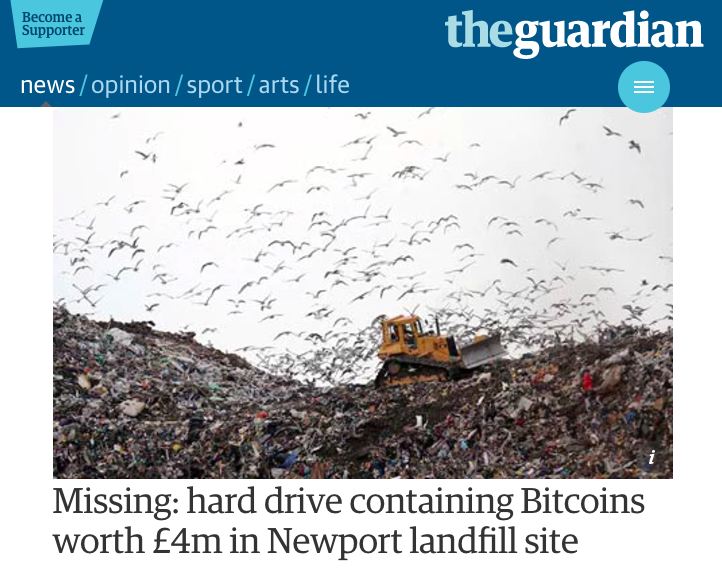 Become a
Supporter
theguardian
news / opinion / sport / arts / life
i
Missing: hard drive containing Bitcoins
worth £4m in Newport landfill site